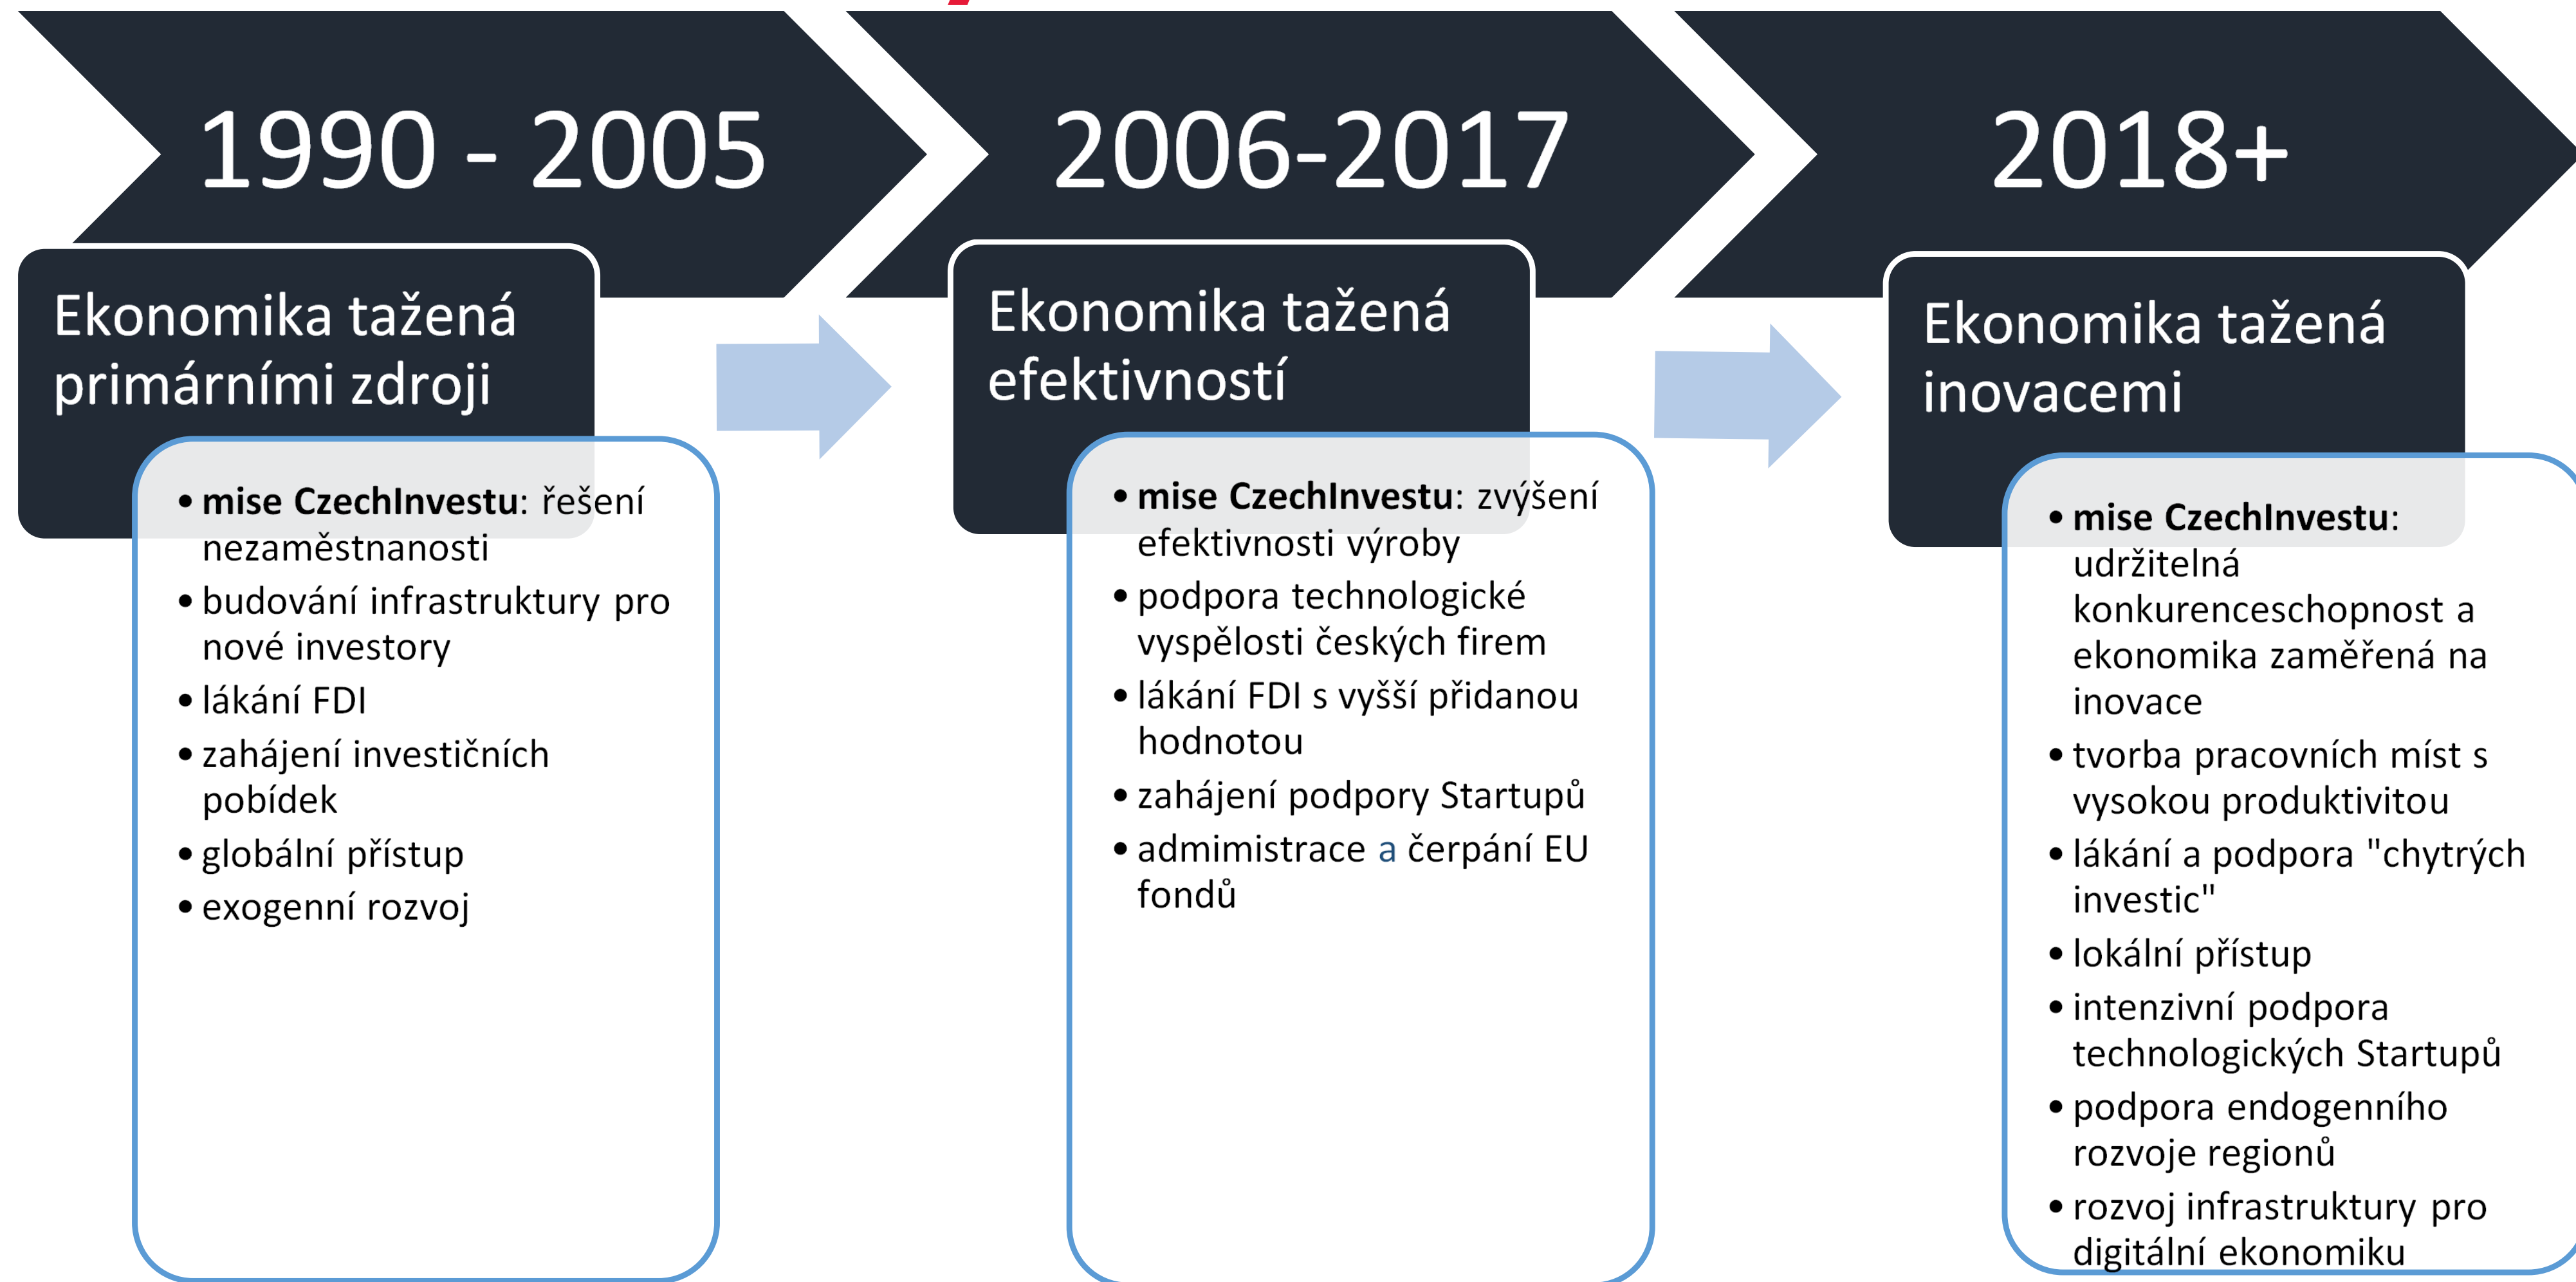 1990 - 2005
Ekonomika tažená
primárními zdroji
• mise CzechInvestu: řešení
nezaměstnanosti
• budování infrastruktury pro
nové investory
• lákání FDI
• zahájení investičních
pobídek
• globální přístup
• exogenní rozvoj
2006-2017
Ekonomika tažená
efektivností
• mise CzechInvestu: zvýšení
efektivnosti výroby
• podpora technologické
vyspělosti českých firem
• lákání FDI s vyšší přidanou
hodnotou
• zahájení podpory Startupů
• admimistrace a čerpání EU
fondů
2018+
Ekonomika tažená
inovacemi
• mise CzechInvestu:
udržitelná
konkurenceschopnost a
ekonomika zaměřená na
inovace
• tvorba pracovních míst s
vysokou produktivitou
• lákání a podpora "chytrých
investic"
• lokální přístup
• intenzivní podpora
technologických Startupů
• podpora endogenního
rozvoje regionů
• rozvoj infrastruktury pro
digitální ekonomiku